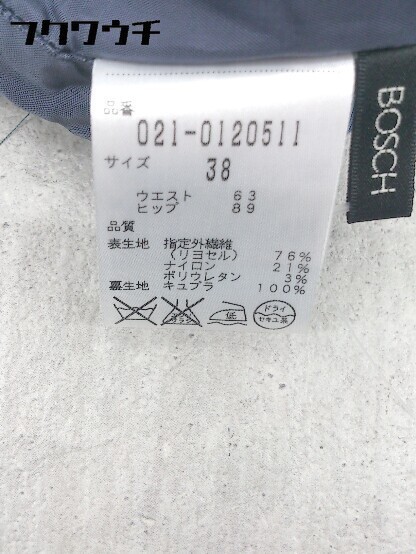 フクワウチ
品番
021-0120511
サイズ 38
ウエスト 63
ヒップ 89
品質
表生地 指定外繊維
(リヨセル) 76%
ナイロン 21%
ポリウレタン 3%
裏生地 キュプラ 100%
低
ドライ
セキユ系
BOSCH